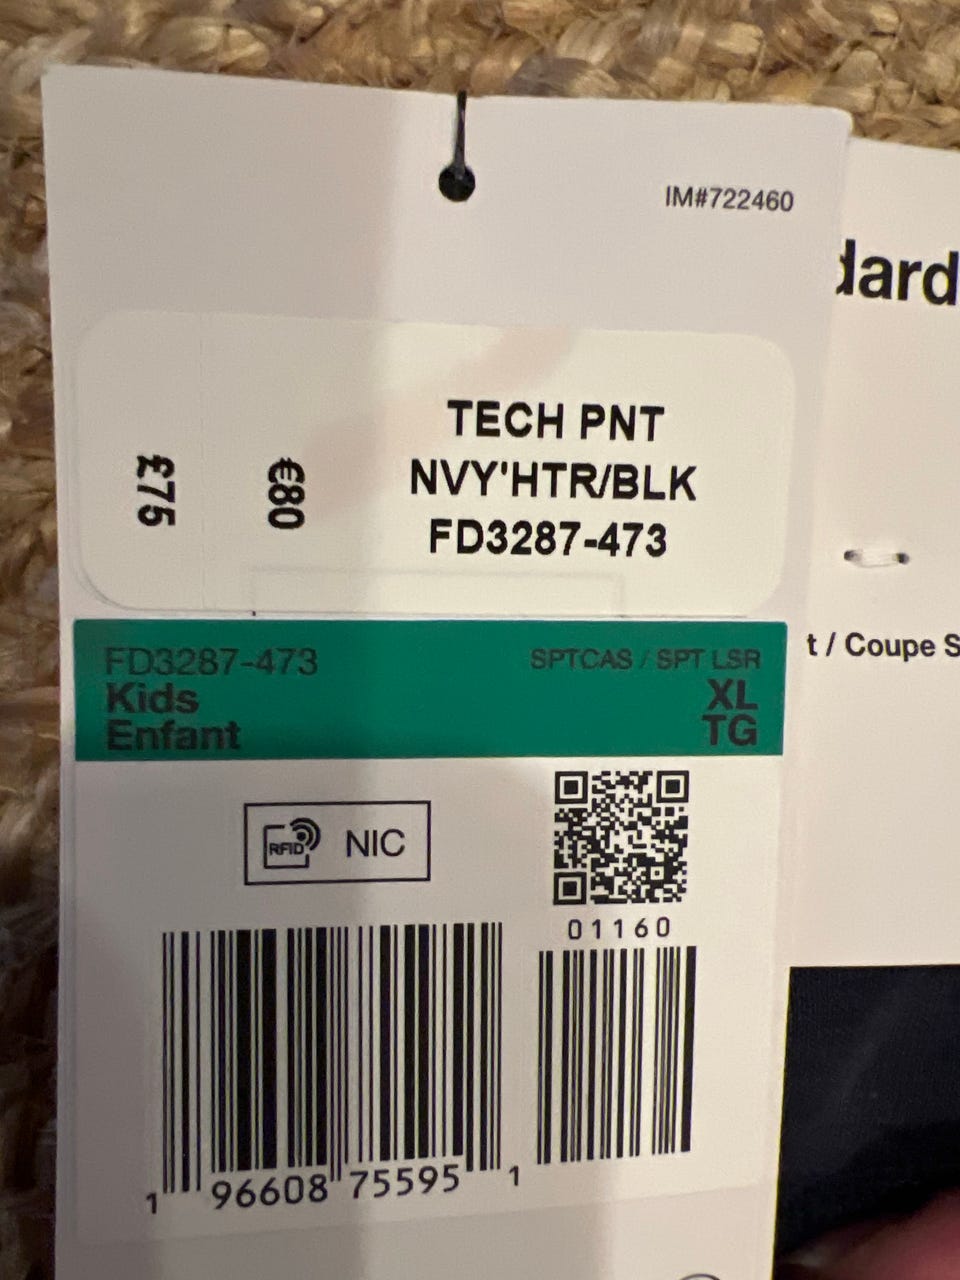 IM#722460
dard
TECH PNT
NVY'HTR/BLK
FD3287-473
€80
£75
t / Coupe S
FD3287-473
SPTCAS / SPT LSR
Kids
XL
Enfant
TG
RFID NIC
01160
1 96608 75595 1